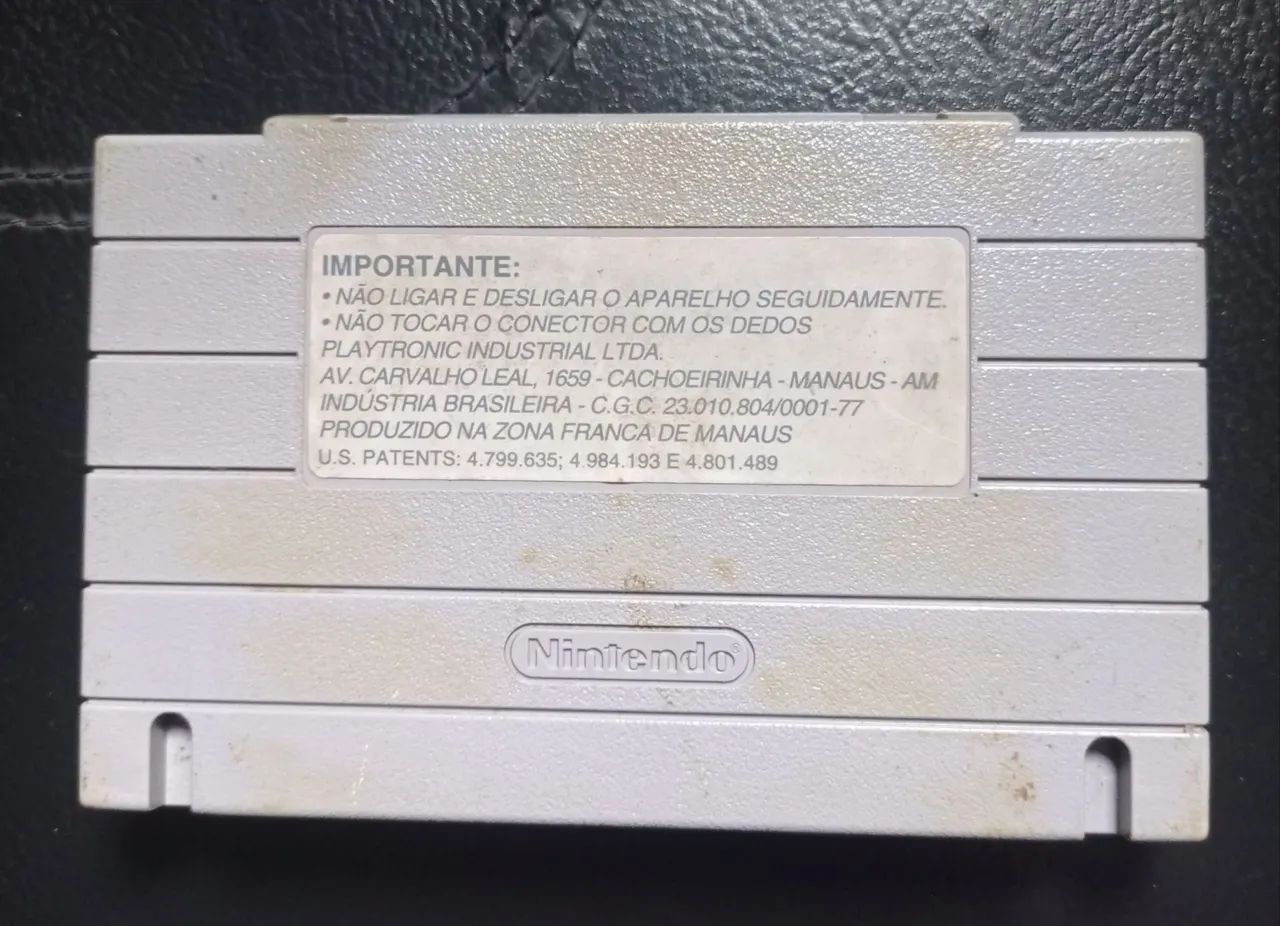 IMPORTANTE:
• NÃO LIGAR E DESLIGAR O APARELHO SEGUIDAMENTE.
• NÃO TOCAR O CONECTOR COM OS DEDOS
PLAYTRONIC INDUSTRIAL LTDA.
AV. CARVALHO LEAL, 1659 - CACHOEIRINHA - MANAUS - AM
INDÚSTRIA BRASILEIRA - C.G.C. 23.010.804/0001-77
PRODUZIDO NA ZONA FRANCA DE MANAUS
U.S. PATENTS: 4.799.635; 4.984.193 E 4.801.489
Nintendo®